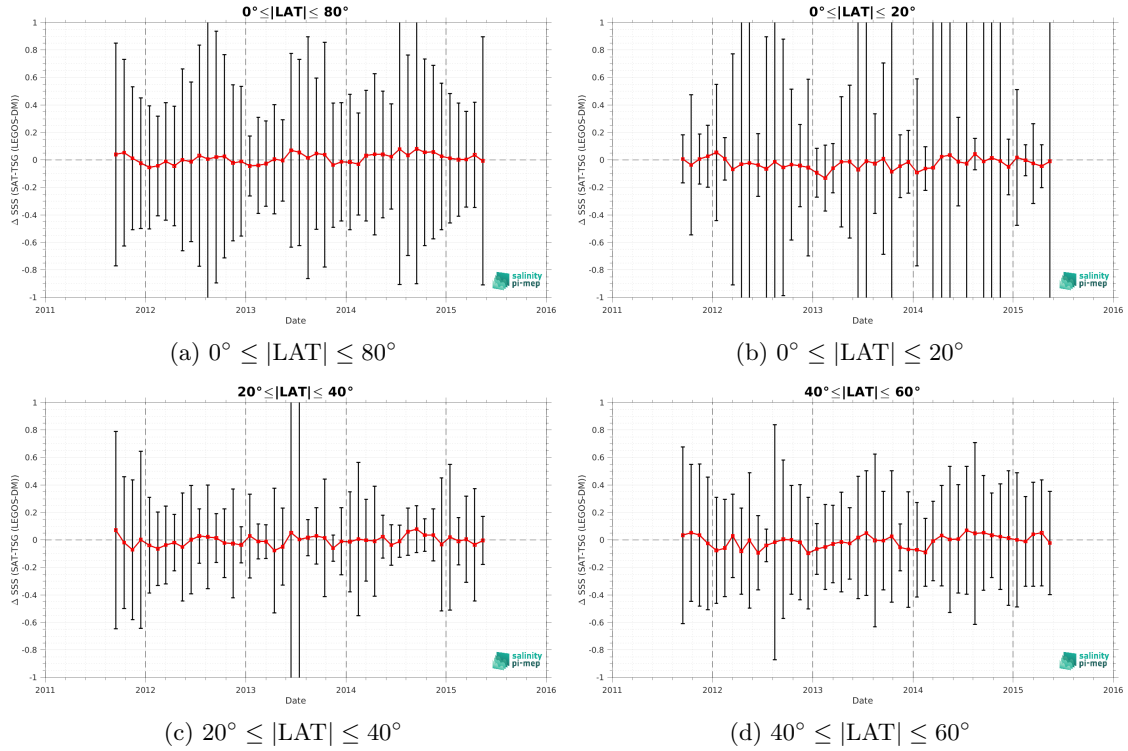 0°≤|LAT|≤ 80°
Δ SSS (SAT-TSG (LEGOS-DM))
1
0.8
0.6
0.4
0.2
0
-0.2
-0.4
-0.6
-0.8
-1
2011
2012
2013
2014
2015
2016
Date
salinity
pi-mep
(a) 0° ≤ |LAT| ≤ 80°
0°≤|LAT|≤ 20°
Δ SSS (SAT-TSG (LEGOS-DM))
1
0.8
0.6
0.4
0.2
0
-0.2
-0.4
-0.6
-0.8
-1
2011
2012
2013
2014
2015
2016
Date
salinity
pi-mep
(b) 0° ≤ |LAT| ≤ 20°
20°≤|LAT|≤ 40°
Δ SSS (SAT-TSG (LEGOS-DM))
1
0.8
0.6
0.4
0.2
0
-0.2
-0.4
-0.6
-0.8
-1
2011
2012
2013
2014
2015
2016
Date
salinity
pi-mep
(c) 20° ≤ |LAT| ≤ 40°
40°≤|LAT|≤ 60°
Δ SSS (SAT-TSG (LEGOS-DM))
1
0.8
0.6
0.4
0.2
0
-0.2
-0.4
-0.6
-0.8
-1
2011
2012
2013
2014
2015
2016
Date
salinity
pi-mep
(d) 40° ≤ |LAT| ≤ 60°